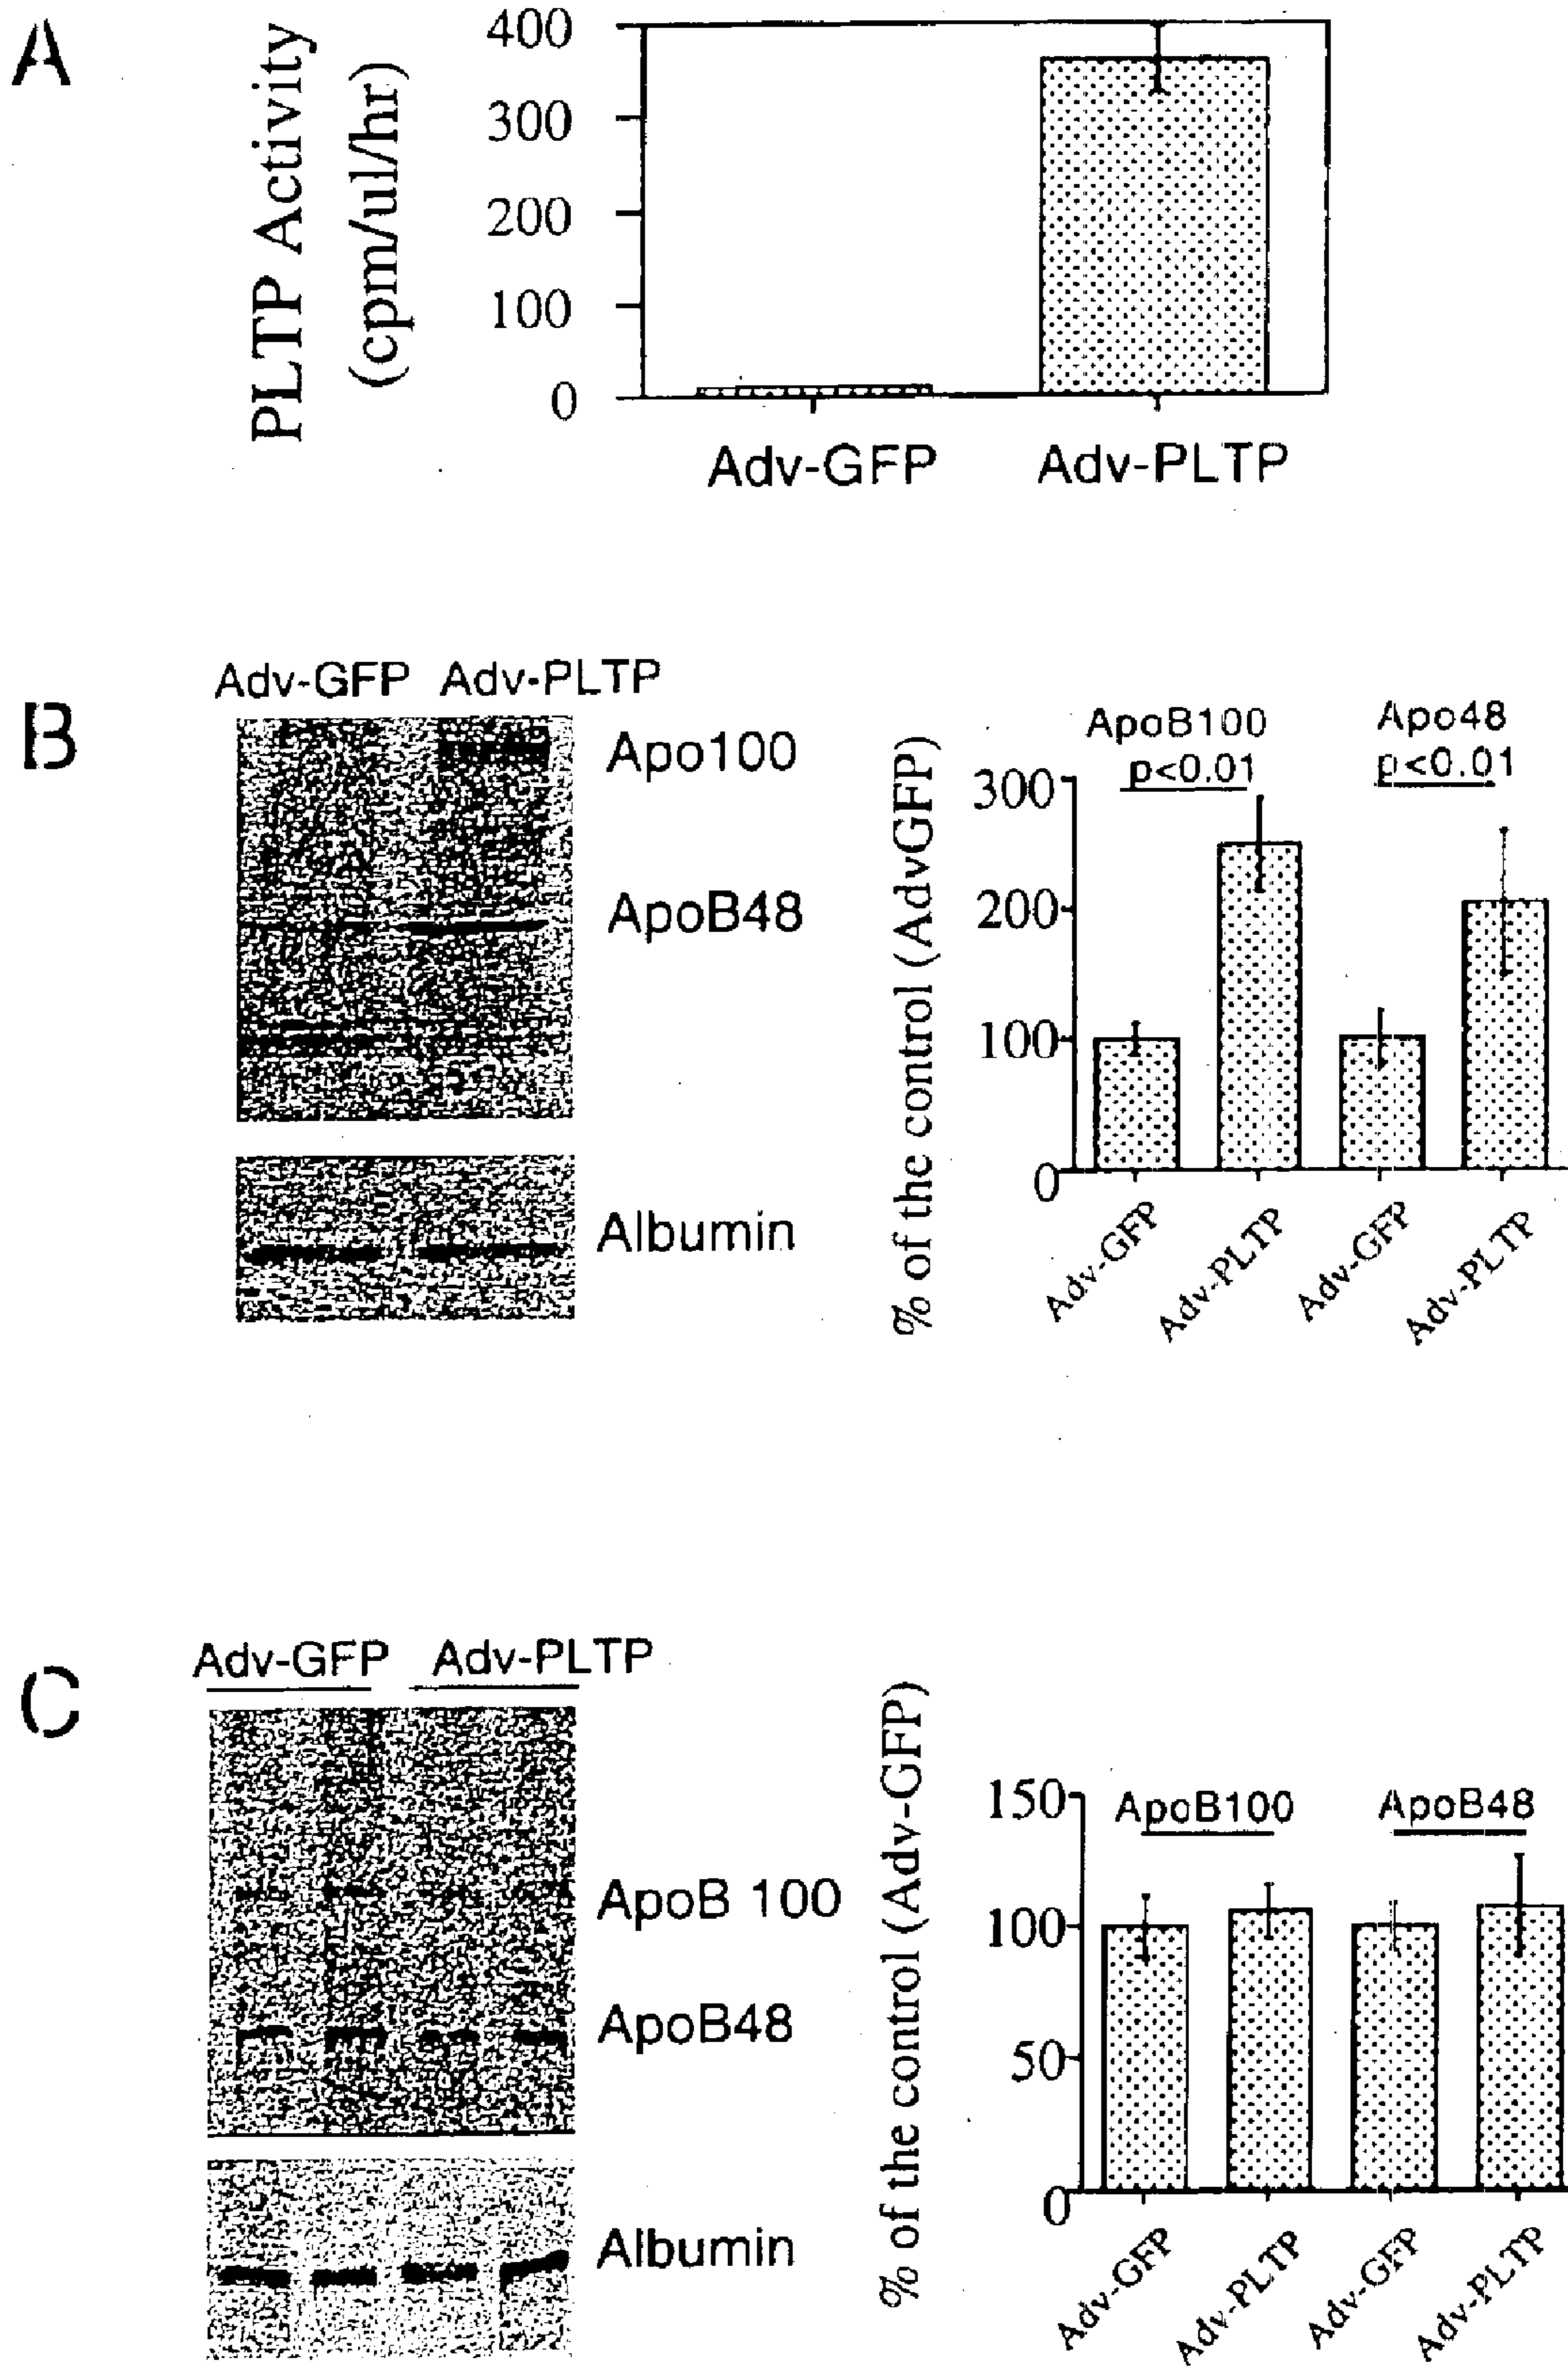 A
PLTP Activity
(cpm/ul/hr)
400
300
200
100
0
Adv-GFP
Adv-PLTP
B
Adv-GFP Adv-PLTP
Apo100
ApoB48
Albumin
% of the control (AdvGFP)
ApoB100
p<0.01
Apo48
p<0.01
300
200
100
0
Adv-GFP
Adv-PLTP
Adv-GFP
Adv-PLTP
C
Adv-GFP Adv-PLTP
ApoB 100
ApoB48
Albumin
% of the control (Adv-GFP)
ApoB100
ApoB48
150
100
50
0
Adv-GFP
Adv-PLTP
Adv-GFP
Adv-PLTP